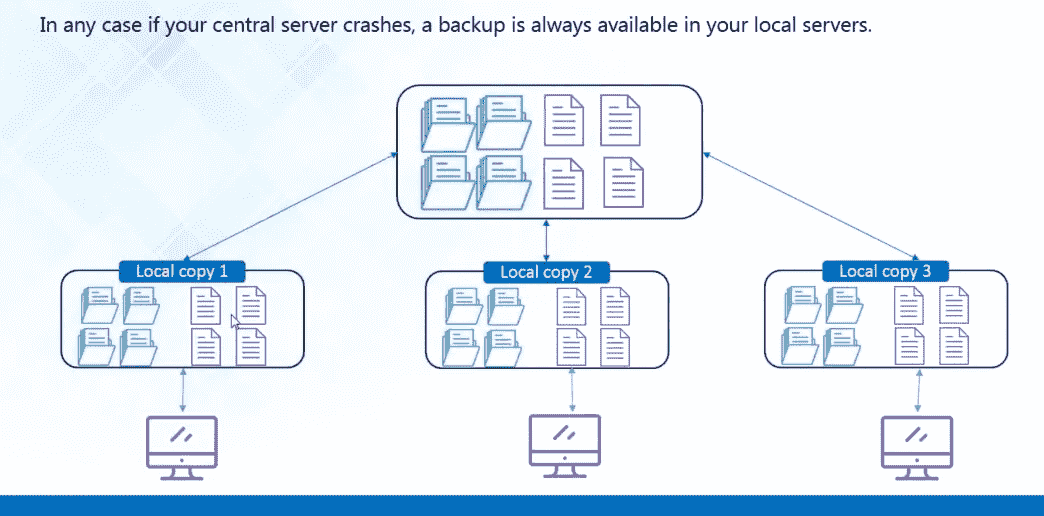 In any case if your central server crashes, a backup is always available in your local servers.
Local copy 1
Local copy 2
Local copy 3